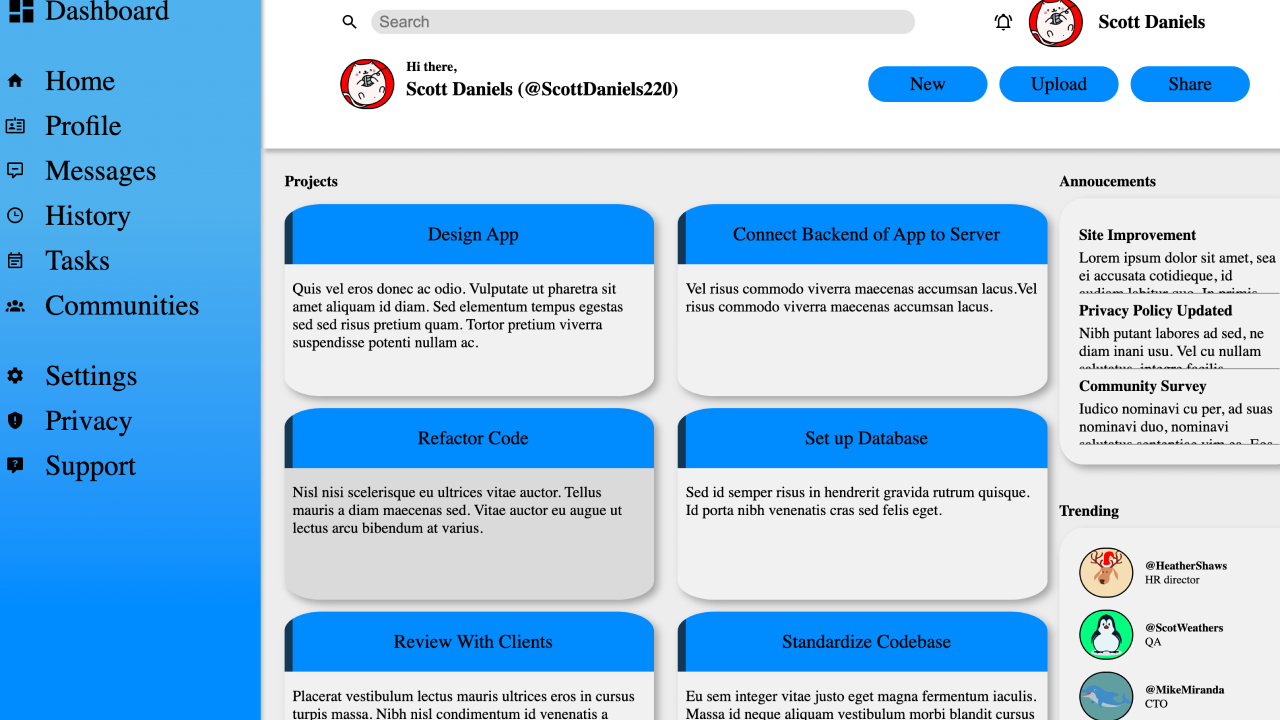 Dashboard
Home
Profile
Messages
History
Tasks
Communities
Settings
Privacy
Support
Search
Scott Daniels
Hi there,
Scott Daniels (@ScottDaniels220)
New
Upload
Share
Projects
Design App
Quis vel eros donec ac odio. Vulputate ut pharetra sit
amet aliquam id diam. Sed elementum tempus egestas
sed sed risus pretium quam. Tortor pretium viverra
suspendisse potenti nullam ac.
Connect Backend of App to Server
Vel risus commodo viverra maecenas accumsan lacus.Vel
risus commodo viverra maecenas accumsan lacus.
Refactor Code
Nisl nisi scelerisque eu ultrices vitae auctor. Tellus
mauris a diam maecenas sed. Vitae auctor eu augue ut
lectus arcu bibendum at varius.
Set up Database
Sed id semper risus in hendrerit gravida rutrum quisque.
Id porta nibh venenatis cras sed felis eget.
Review With Clients
Placerat vestibulum lectus mauris ultrices eros in cursus
turpis massa. Nibh nisl condimentum id venenatis a
Standardize Codebase
Eu sem integer vitae justo eget magna fermentum iaculis.
Massa id neque aliquam vestibulum morbi blandit cursus
Annoucements
Site Improvement
Lorem ipsum dolor sit amet, sea
ei accusata cotidieque, id
Privacy Policy Updated
Nibh putant labores ad sed, ne
diam inani usu. Vel cu nullam
Community Survey
Iudico nominavi cu per, ad suas
nominavi duo, nominavi
Trending
@HeatherShaws
HR director
@ScotWeathers
QA
@MikeMiranda
CTO